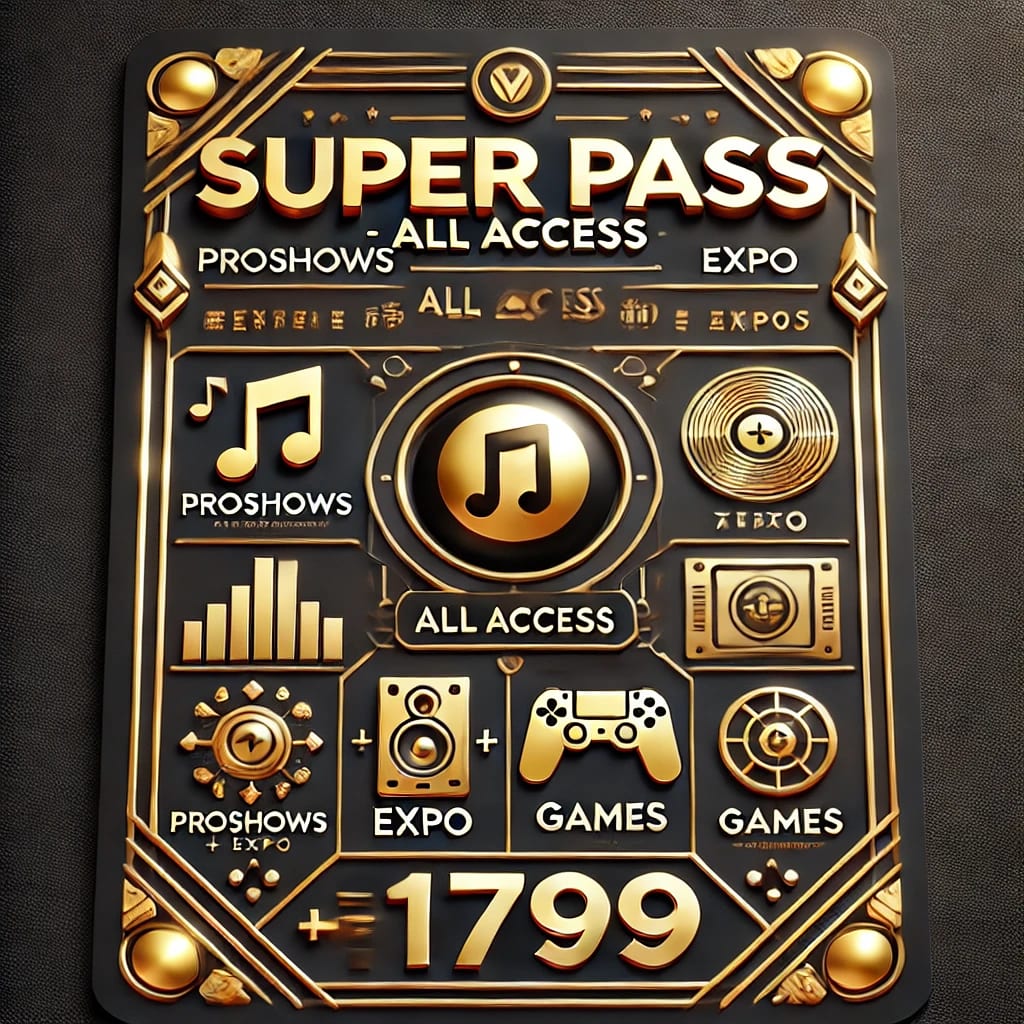 SUPER PASS
- ALL ACCESS -
PROSHOWS
EXPO
ALL
EXPOS
PROSHOWS
ALL ACCESS
PROSHOWS
+ EXPO
+ EXPO +
GAMES
GAMES
+ 1799